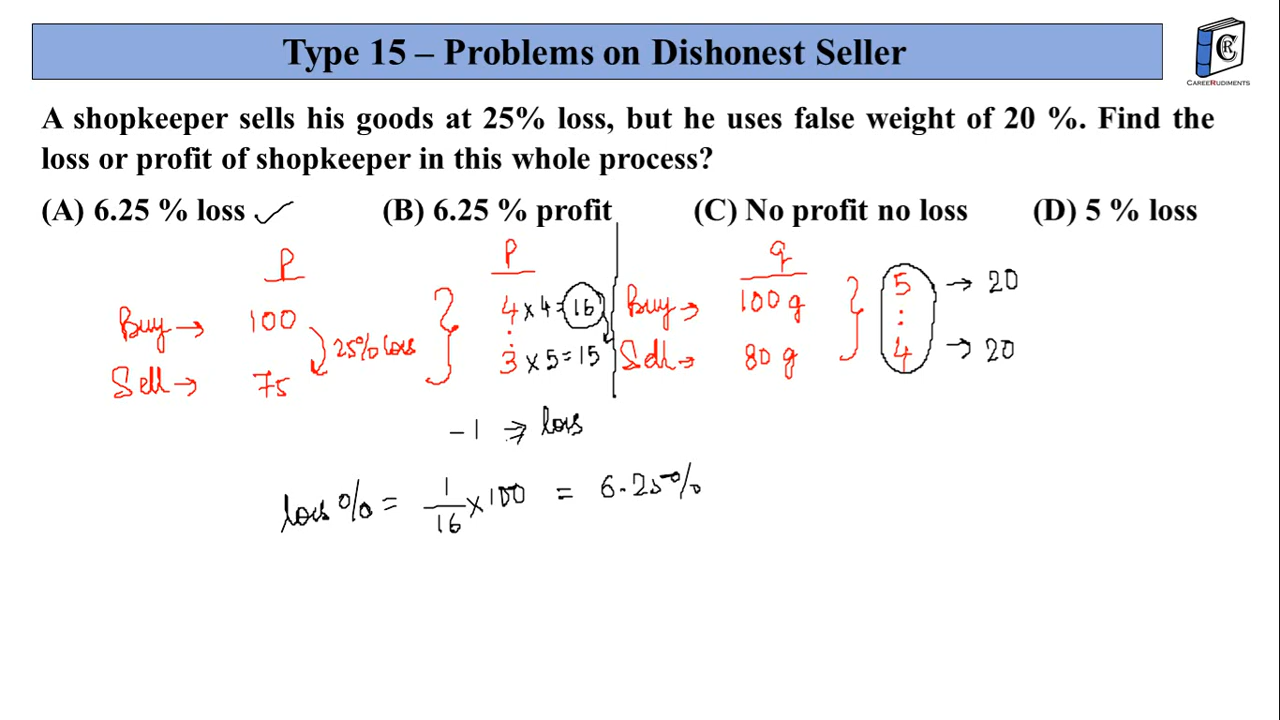 Type 15 – Problems on Dishonest Seller
CR
CAREERUDIMENTS
A shopkeeper sells his goods at 25% loss, but he uses false weight of 20 %. Find the
loss or profit of shopkeeper in this whole process?
(A) 6.25 % loss ✓ (B) 6.25 % profit (C) No profit no loss (D) 5 % loss
P P q
Buy → 100 4 × 4 = 16 Buy → 100 g 5 → 20
25% loss : :
Sell → 75 3 × 5 = 15 Sell → 80 g 4 → 20
-1 ⇒ loss
loss % = 1/16 × 100 = 6.25%